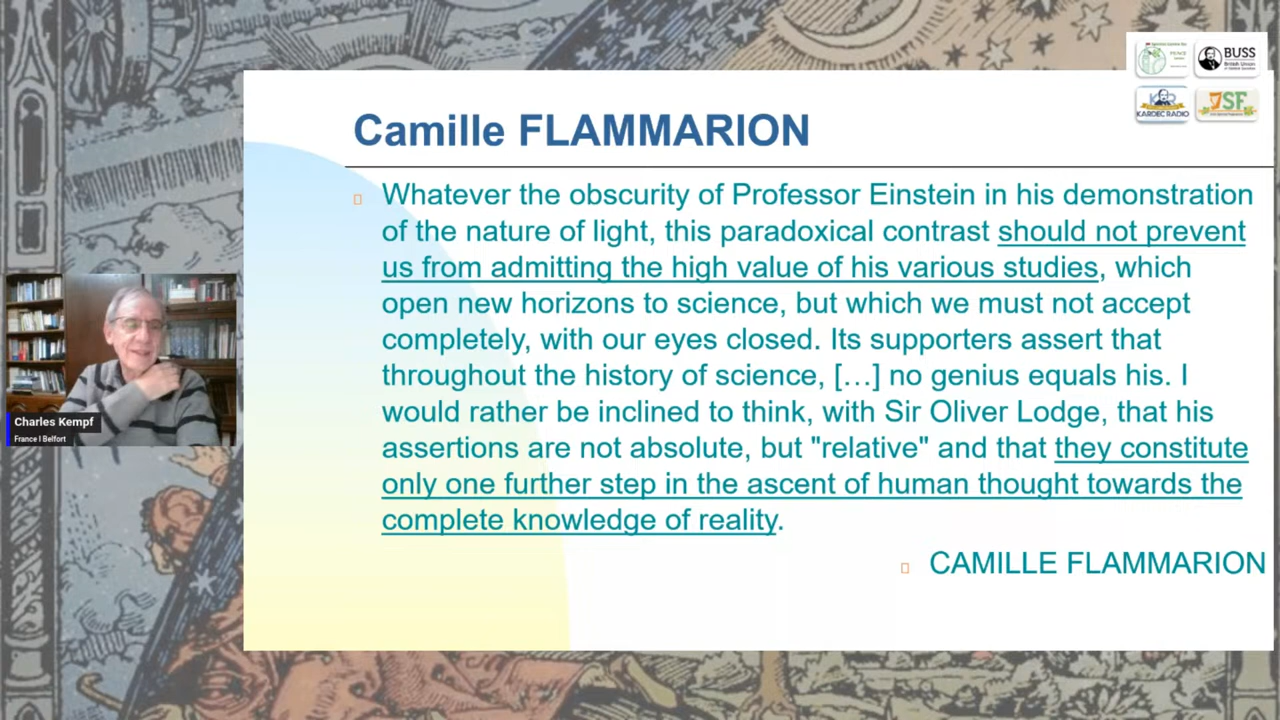 Camille FLAMMARION
Whatever the obscurity of Professor Einstein in his demonstration
of the nature of light, this paradoxical contrast should not prevent
us from admitting the high value of his various studies, which
open new horizons to science, but which we must not accept
completely, with our eyes closed. Its supporters assert that
throughout the history of science, […] no genius equals his. I
would rather be inclined to think, with Sir Oliver Lodge, that his
assertions are not absolute, but "relative" and that they constitute
only one further step in the ascent of human thought towards the
complete knowledge of reality.
CAMILLE FLAMMARION
Charles Kempf
France I Belfort
PEACE
BUSS
British Union
KARDEC RADIO
SF